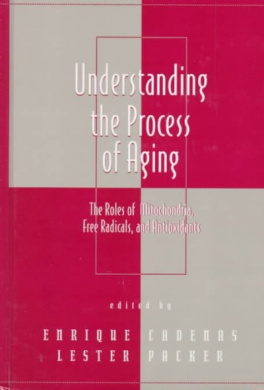 Understanding
the Process
of Aging
The Roles of Mitochondria,
Free Radicals, and Antioxidants
edited by
ENRIQUE CADENAS
LESTER PACKER